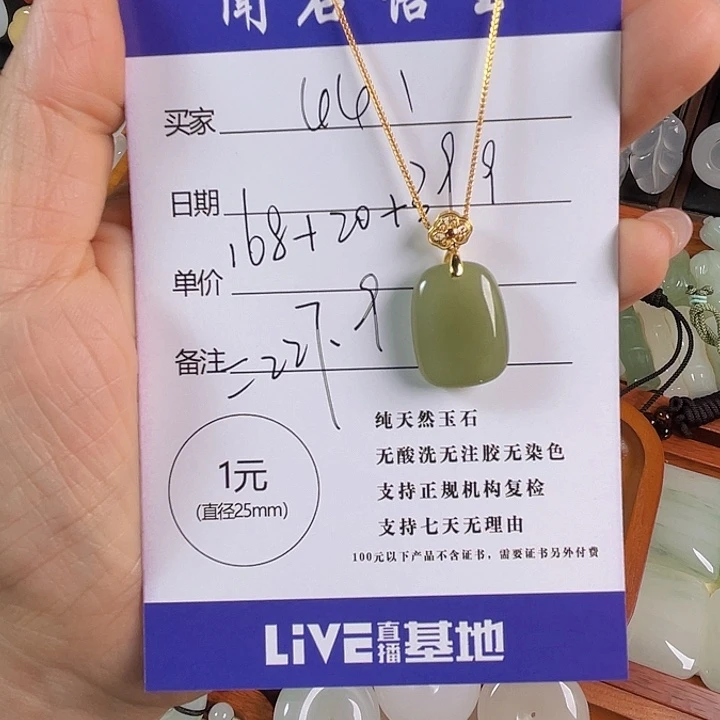 买家 661
日期
168+20+39.9
单价
=227.9
备注
1元
(直径25mm)
纯天然玉石
无酸洗无注胶无染色
支持正规机构复检
支持七天无理由
100元以下产品不含证书，需要证书另外付费
LiVE直播基地